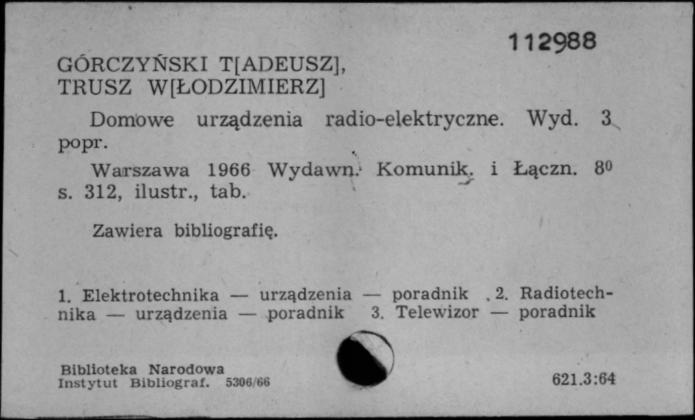 112988
GÓRCZYŃSKI T[ADEUSZ],
TRUSZ W[ŁODZIMIERZ]
Domowe urządzenia radio-elektryczne. Wyd. 3
popr.
Warszawa 1966 Wydawn. Komunik. i Łączn. 8⁰
s. 312, ilustr., tab.
Zawiera bibliografię.
1. Elektrotechnika — urządzenia — poradnik 2. Radiotech-
nika — urządzenia — poradnik 3. Telewizor — poradnik
Biblioteka Narodowa
Instytut Bibliograf. 5306/66
621.3:64